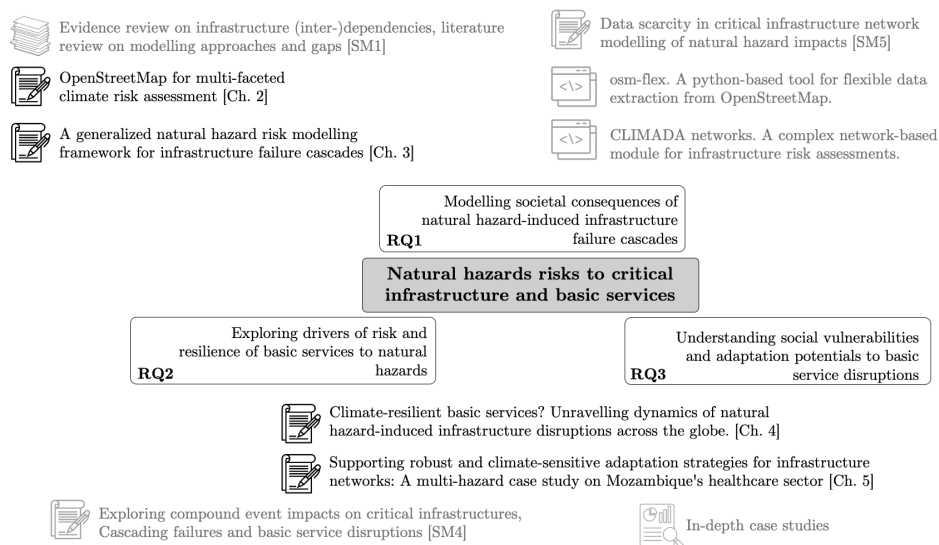 Evidence review on infrastructure (inter-)dependencies, literature
review on modelling approaches and gaps [SM1]
OpenStreetMap for multi-faceted
climate risk assessment [Ch. 2]
A generalized natural hazard risk modelling
framework for infrastructure failure cascades [Ch. 3]
Data scarcity in critical infrastructure network
modelling of natural hazard impacts [SM5]
<\>
osm-flex. A python-based tool for flexible data
extraction from OpenStreetMap.
<\>
CLIMADA networks. A complex network-based
module for infrastructure risk assessments.
Modelling societal consequences of
natural hazard-induced infrastructure
RQ1 failure cascades
Natural hazards risks to critical
infrastructure and basic services
Exploring drivers of risk and
resilience of basic services to natural
RQ2 hazards
Understanding social vulnerabilities
and adaptation potentials to basic
RQ3 service disruptions
Climate-resilient basic services? Unravelling dynamics of natural
hazard-induced infrastructure disruptions across the globe. [Ch. 4]
Supporting robust and climate-sensitive adaptation strategies for infrastructure
networks: A multi-hazard case study on Mozambique's healthcare sector [Ch. 5]
Exploring compound event impacts on critical infrastructures,
Cascading failures and basic service disruptions [SM4]
In-depth case studies